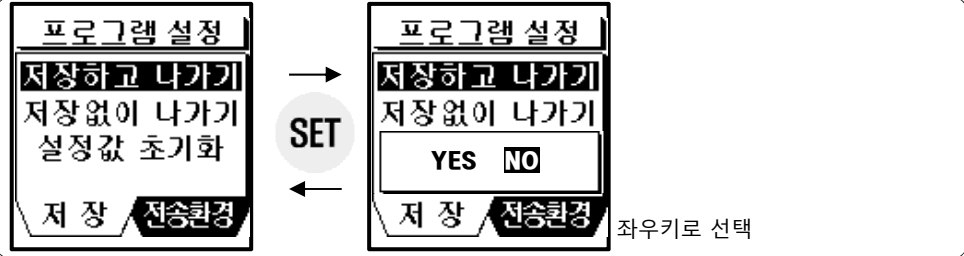 프로그램 설정
저장하고 나가기
저장없이 나가기
설정값 초기화
저 장
전송환경
SET
프로그램 설정
저장하고 나가기
저장없이 나가기
YES NO
저 장
전송환경
좌우키로 선택